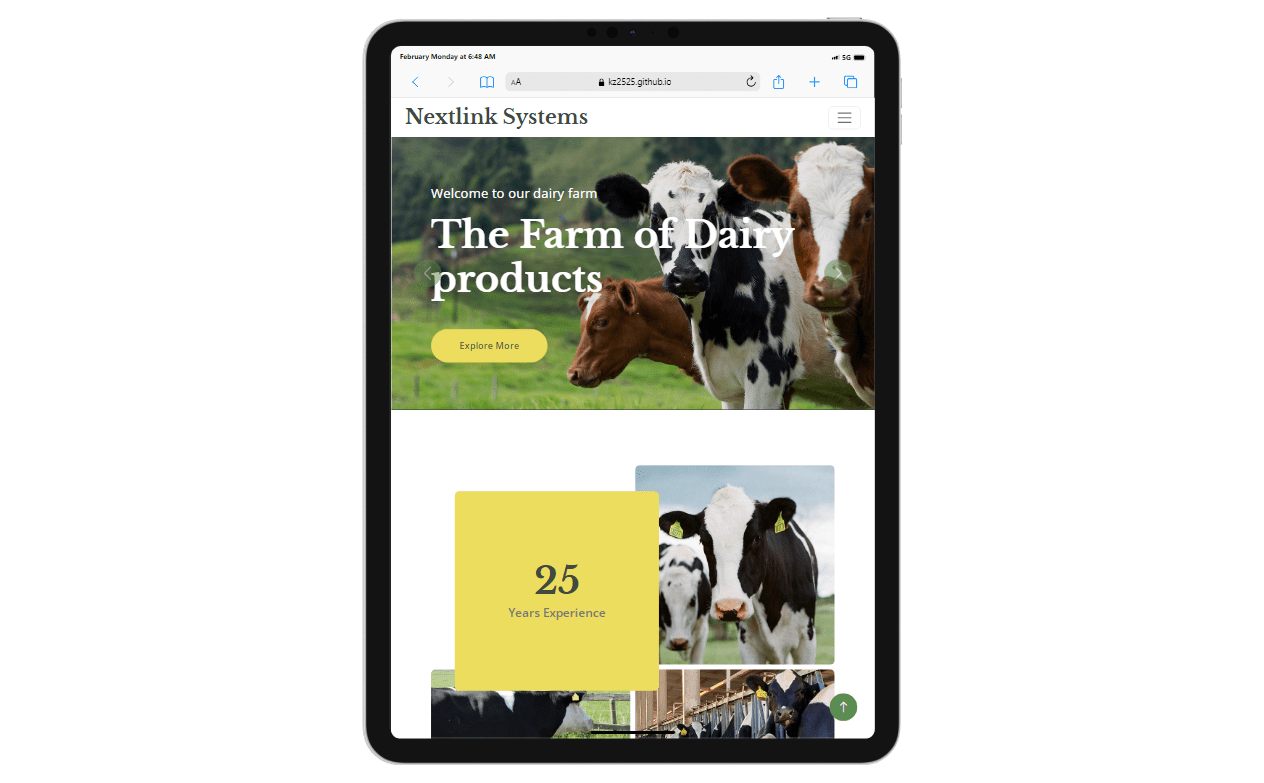 February Monday at 6:48 AM
5G
AA
kz2525.github.io
Nextlink Systems
Welcome to our dairy farm
The Farm of Dairy
products
Explore More
25
Years Experience